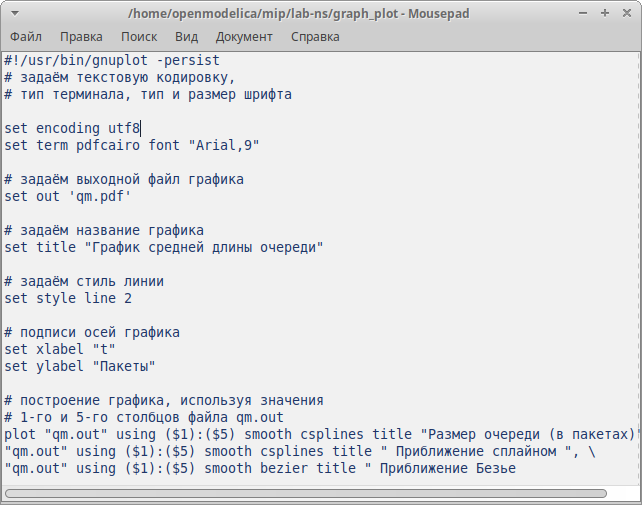 /home/openmodelica/mip/lab-ns/graph_plot - Mousepad
Файл Правка Поиск Вид Документ Справка
#!/usr/bin/gnuplot -persist
# задаём текстовую кодировку,
# тип терминала, тип и размер шрифта
set encoding utf8
set term pdfcairo font "Arial,9"
# задаём выходной файл графика
set out 'qm.pdf'
# задаём название графика
set title "График средней длины очереди"
# задаём стиль линии
set style line 2
# подписи осей графика
set xlabel "t"
set ylabel "Пакеты"
# построение графика, используя значения
# 1-го и 5-го столбцов файла qm.out
plot "qm.out" using ($1):($5) smooth csplines title "Размер очереди (в пакетах)"
"qm.out" using ($1):($5) smooth csplines title " Приближение сплайном ", \
"qm.out" using ($1):($5) smooth bezier title " Приближение Безье